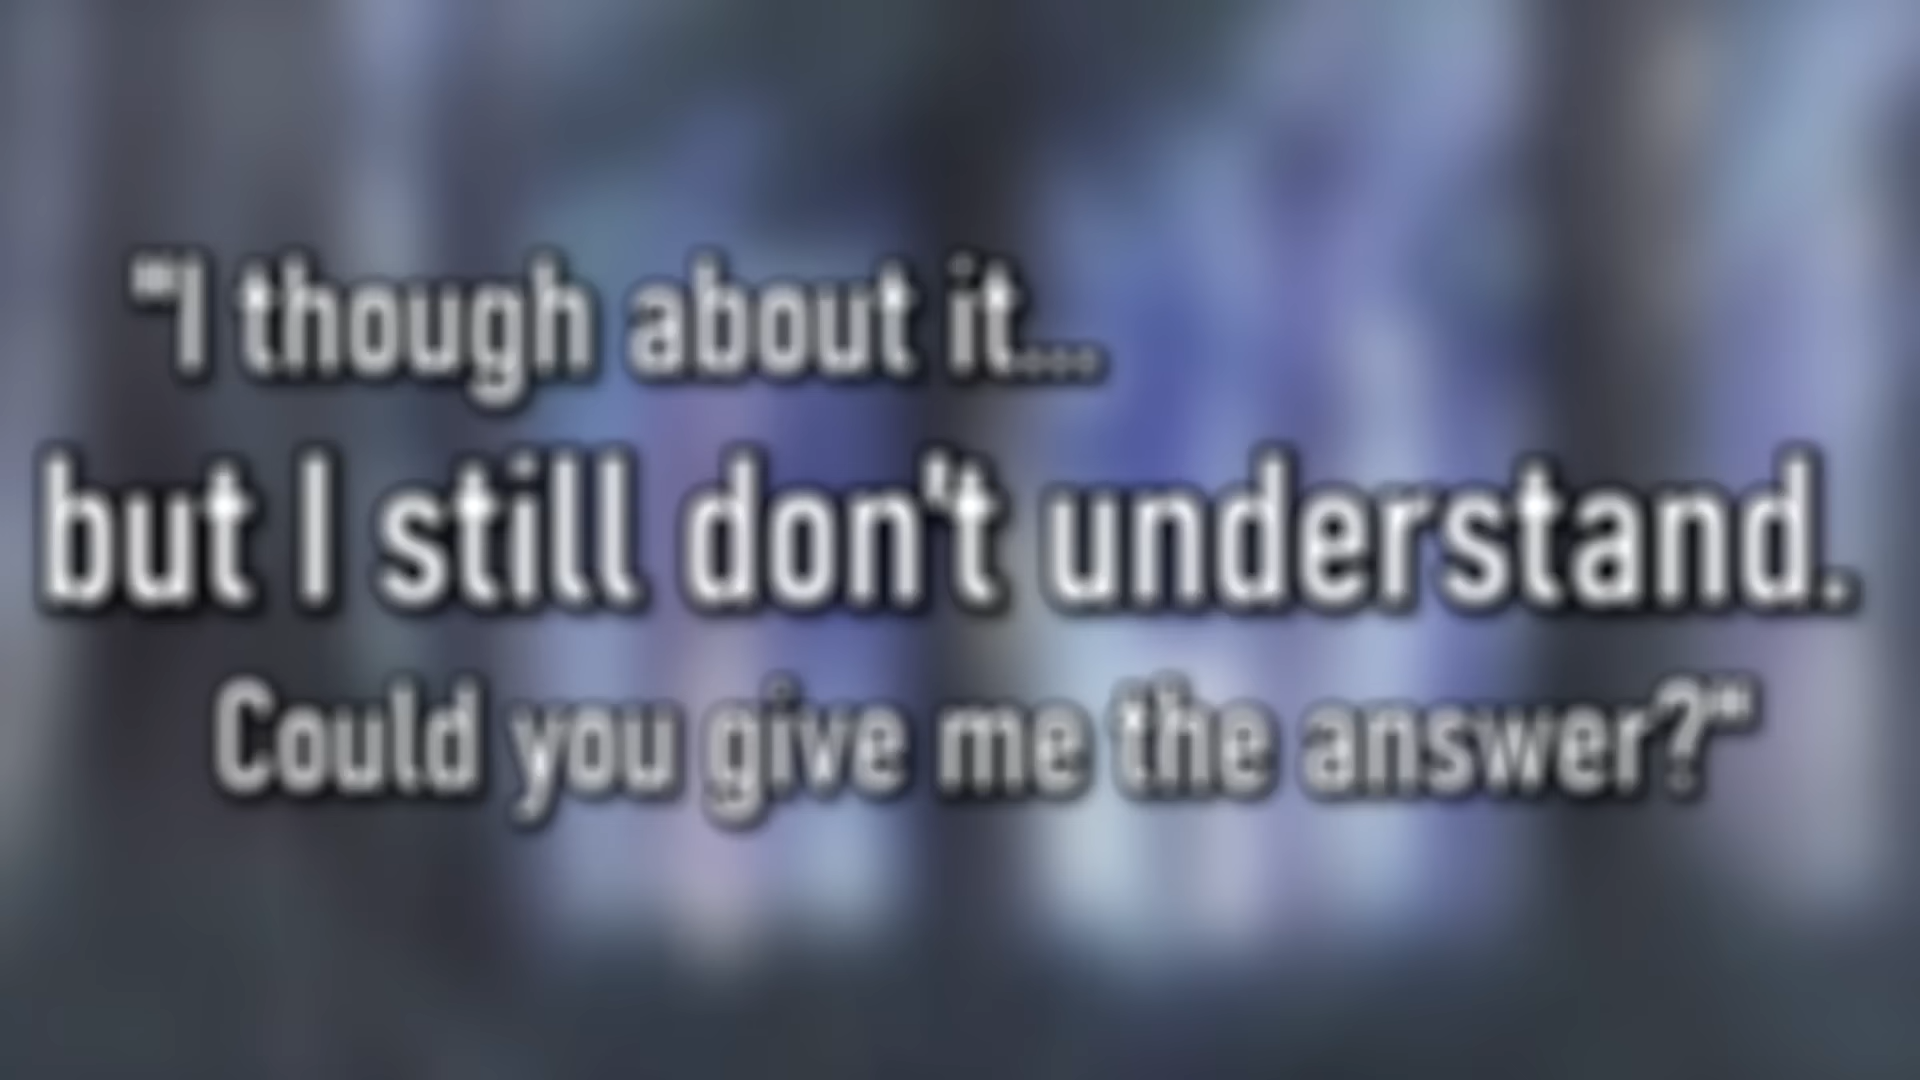 "I though about it...
but I still don't understand.
Could you give me the answer?"